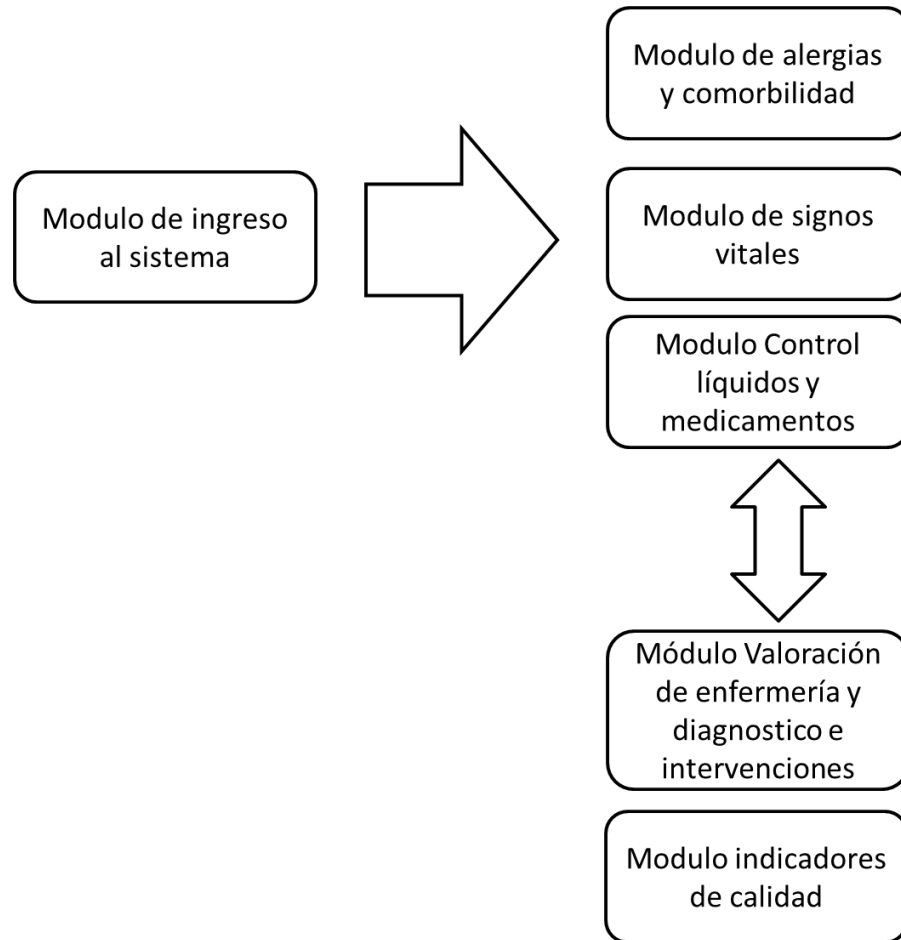 Modulo de ingreso
al sistema
Modulo de alergias
y comorbilidad
Modulo de signos
vitales
Modulo Control
líquidos y
medicamentos
Módulo Valoración
de enfermería y
diagnostico e
intervenciones
Modulo indicadores
de calidad